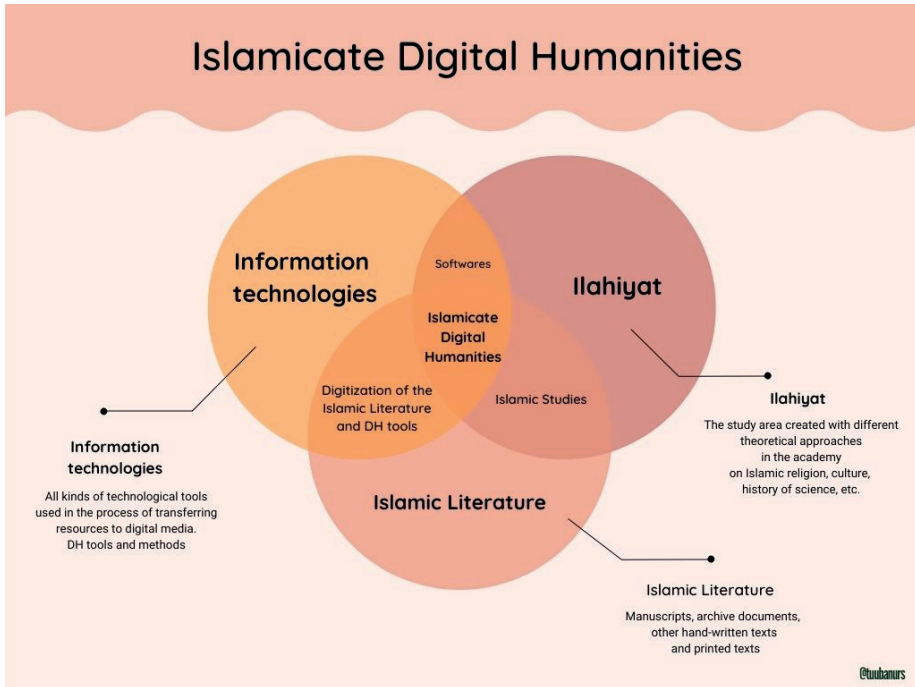 Islamicate Digital Humanities
Information
technologies
Softwares
Ilahiyat
Islamicate
Digital
Humanities
Digitization of the
Islamic Literature
and DH tools
Islamic Studies
Islamic Literature
Information
technologies
All kinds of technological tools
used in the process of transferring
resources to digital media.
DH tools and methods
Ilahiyat
The study area created with different
theoretical approaches
in the academy
on Islamic religion, culture,
history of science, etc.
Islamic Literature
Manuscripts, archive documents,
other hand-written texts
and printed texts
@tuubanurs